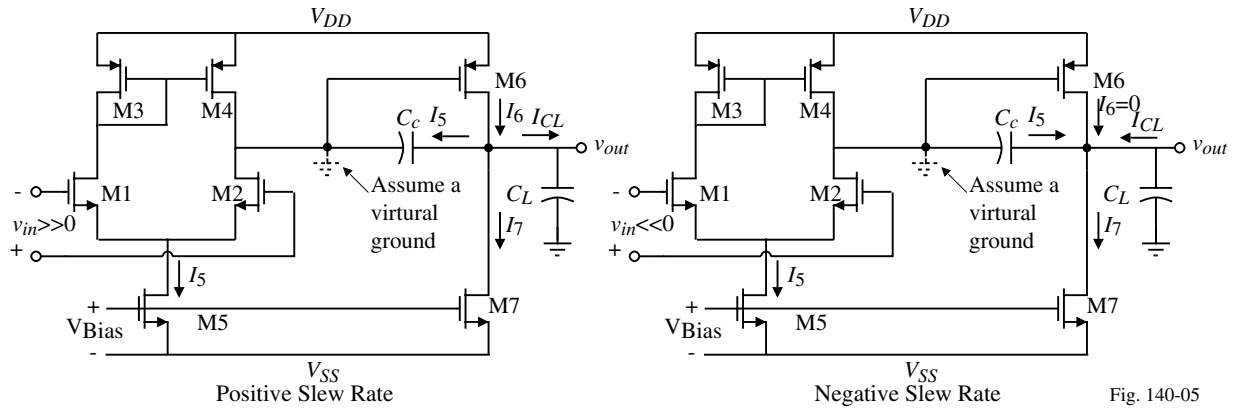 VDD
M3
M4
M6
Cc
I5
I6
ICL
vout
-
M1
M2
vin>>0
+
Assume a
virtural
ground
CL
I7
I5
+
VBias
-
M5
M7
VSS
Positive Slew Rate
VDD
M3
M4
M6
Cc
I5
I6=0
ICL
vout
-
M1
M2
vin<<0
+
Assume a
virtural
ground
CL
I7
I5
+
VBias
-
M5
M7
VSS
Negative Slew Rate
Fig. 140-05